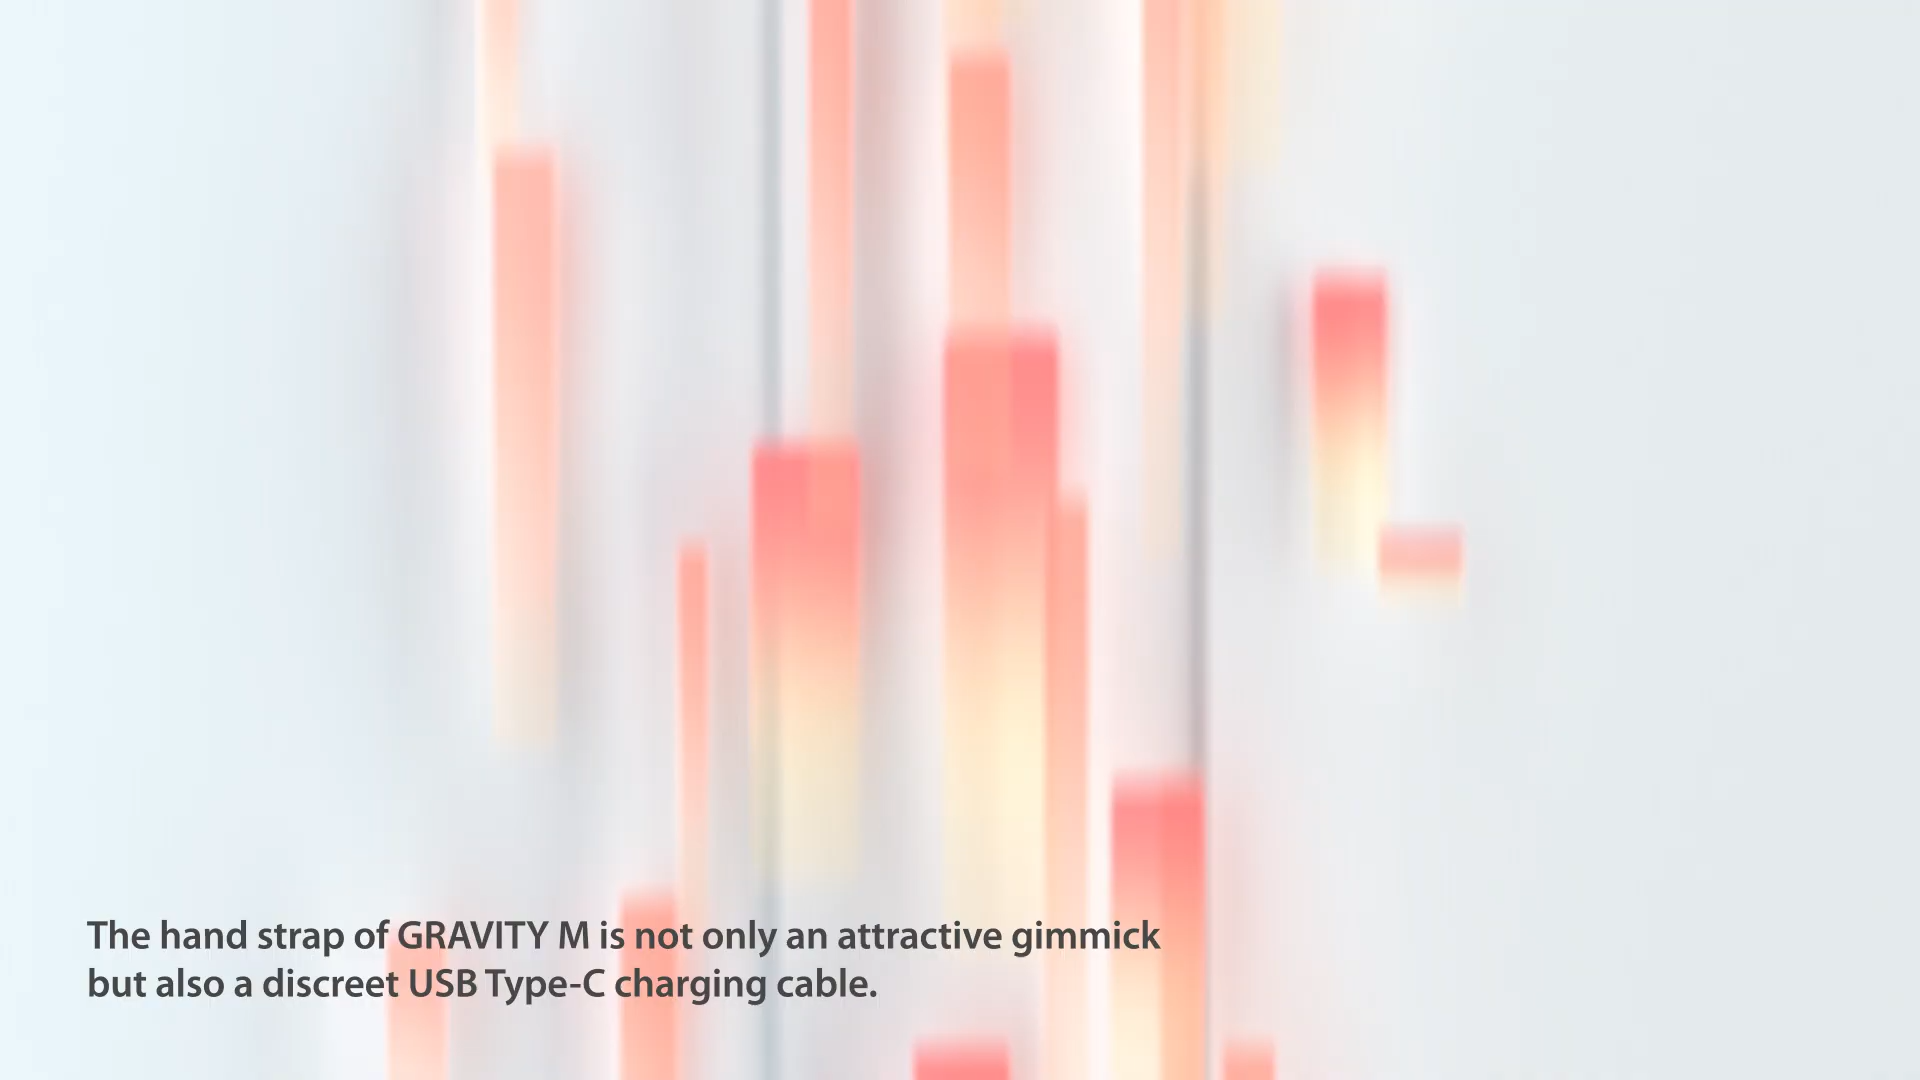 The hand strap of GRAVITY M is not only an attractive gimmick
but also a discreet USB Type-C charging cable.